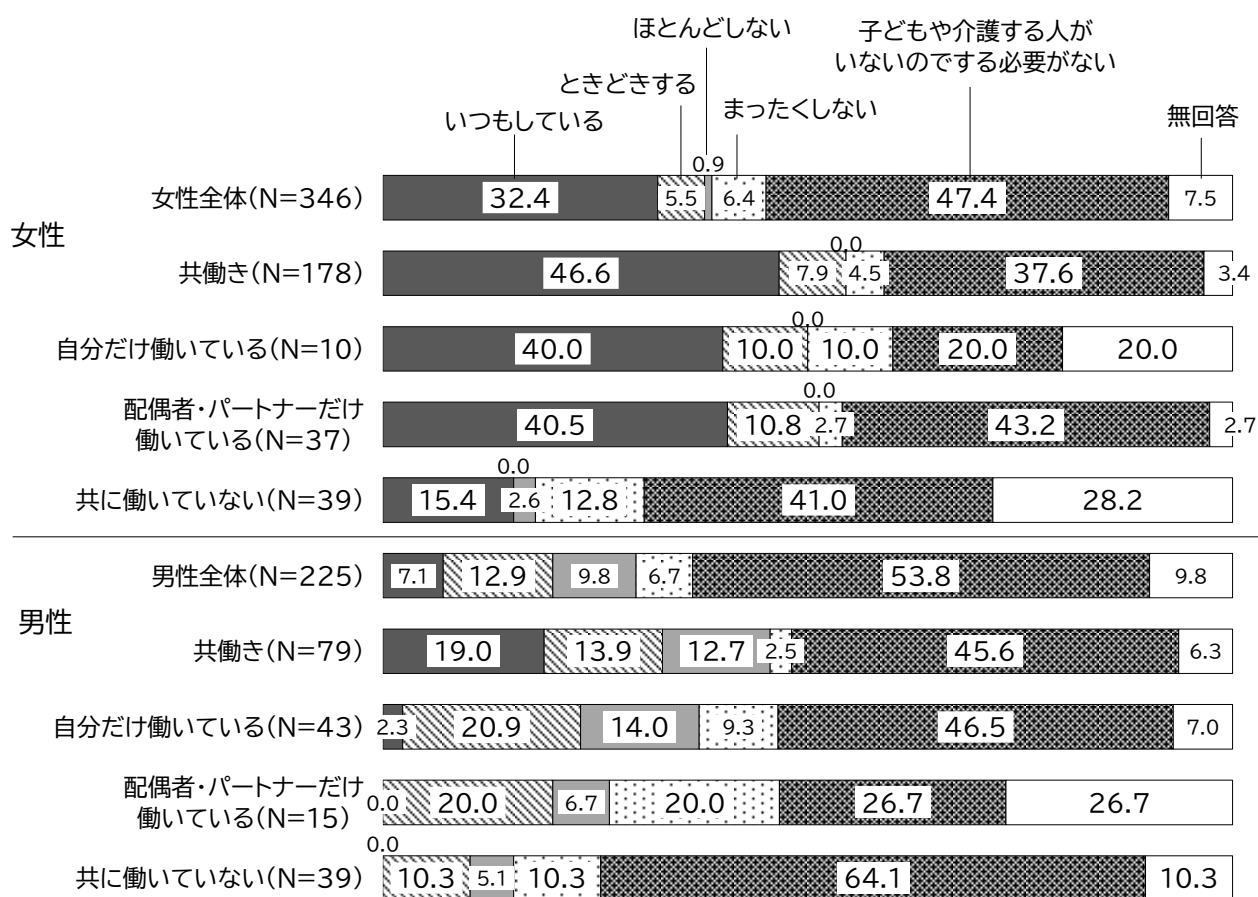 ほとんどしない
子どもや介護する人が
いないのでする必要がない
ときどきする
まったくしない
いつもしている
無回答
0.9
女性
女性全体(N=346) 32.4 5.5 6.4 47.4 7.5
0.0
共働き(N=178) 46.6 7.9 4.5 37.6 3.4
0.0
自分だけ働いている(N=10) 40.0 10.0 10.0 20.0 20.0
0.0
配偶者・パートナーだけ
働いている(N=37) 40.5 10.8 2.7 43.2 2.7
0.0
共に働いていない(N=39) 15.4 2.6 12.8 41.0 28.2
男性
男性全体(N=225) 7.1 12.9 9.8 6.7 53.8 9.8
共働き(N=79) 19.0 13.9 12.7 2.5 45.6 6.3
自分だけ働いている(N=43) 2.3 20.9 14.0 9.3 46.5 7.0
配偶者・パートナーだけ
働いている(N=15) 0.0 20.0 6.7 20.0 26.7 26.7
0.0
共に働いていない(N=39) 10.3 5.1 10.3 64.1 10.3